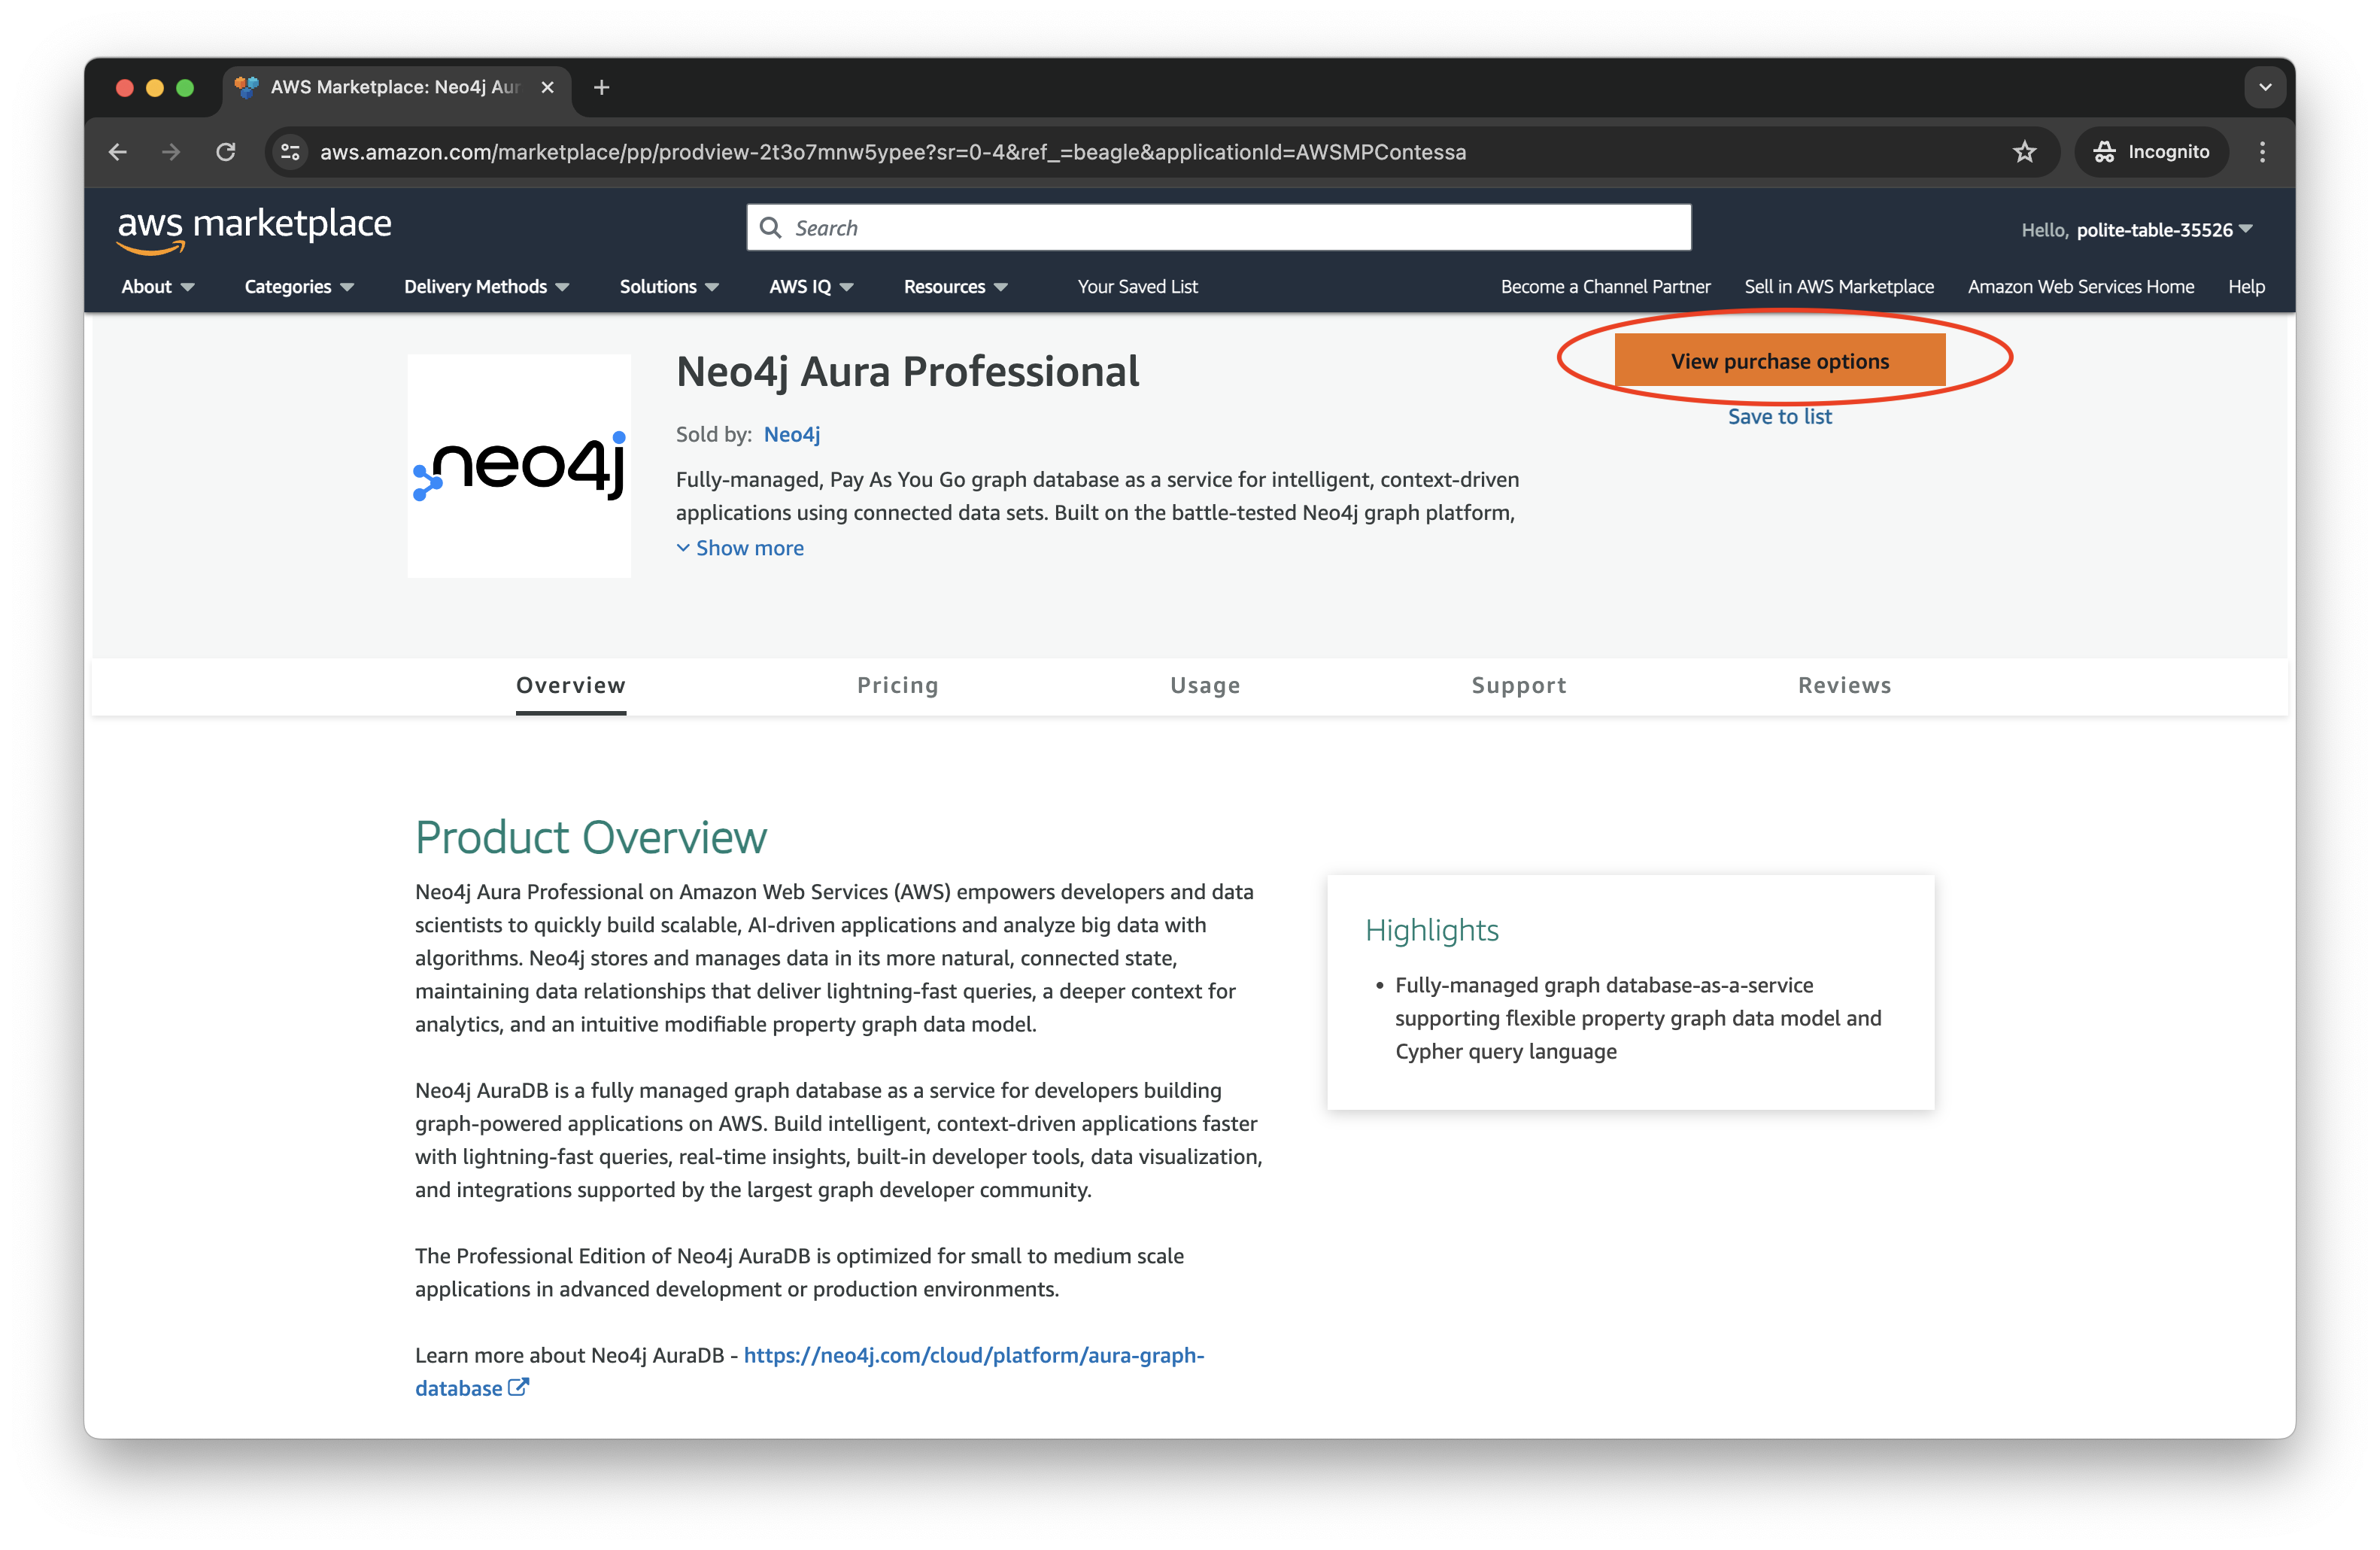 AWS Marketplace: Neo4j Aur
aws.amazon.com/marketplace/pp/prodview-2t3o7mnw5ypee?sr=0-4&ref_=beagle&applicationId=AWSMPContessa
Incognito
aws marketplace
Search
Hello, polite-table-35526
About
Categories
Delivery Methods
Solutions
AWS IQ
Resources
Your Saved List
Become a Channel Partner
Sell in AWS Marketplace
Amazon Web Services Home
Help
neo4j
Neo4j Aura Professional
Sold by: Neo4j
Fully-managed, Pay As You Go graph database as a service for intelligent, context-driven
applications using connected data sets. Built on the battle-tested Neo4j graph platform,
Show more
View purchase options
Save to list
Overview
Pricing
Usage
Support
Reviews
Product Overview
Neo4j Aura Professional on Amazon Web Services (AWS) empowers developers and data
scientists to quickly build scalable, AI-driven applications and analyze big data with
algorithms. Neo4j stores and manages data in its more natural, connected state,
maintaining data relationships that deliver lightning-fast queries, a deeper context for
analytics, and an intuitive modifiable property graph data model.
Neo4j AuraDB is a fully managed graph database as a service for developers building
graph-powered applications on AWS. Build intelligent, context-driven applications faster
with lightning-fast queries, real-time insights, built-in developer tools, data visualization,
and integrations supported by the largest graph developer community.
The Professional Edition of Neo4j AuraDB is optimized for small to medium scale
applications in advanced development or production environments.
Learn more about Neo4j AuraDB - https://neo4j.com/cloud/platform/aura-graph-
database
Highlights
• Fully-managed graph database-as-a-service
supporting flexible property graph data model and
Cypher query language